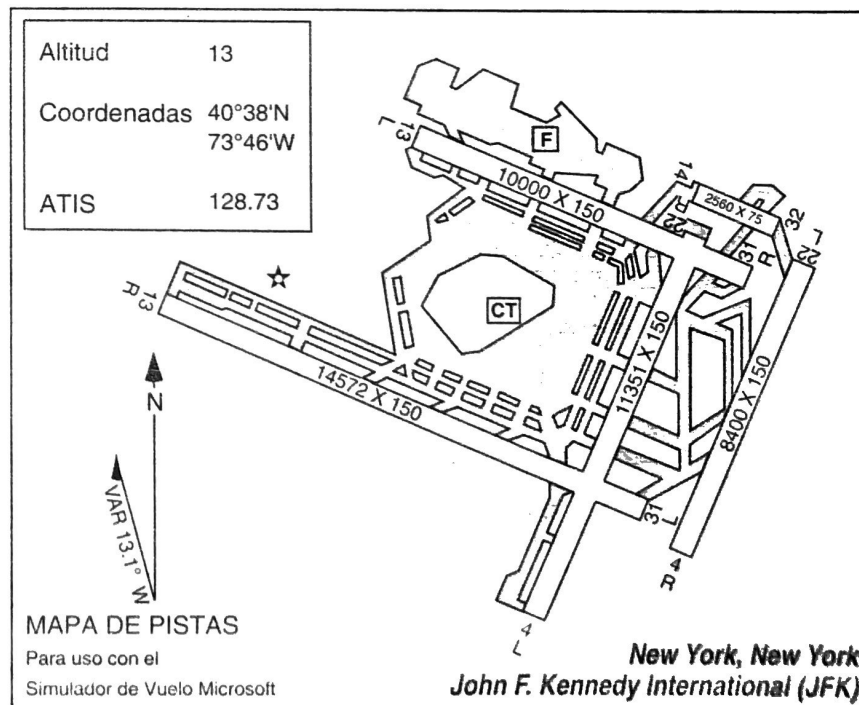 Altitud 13
Coordenadas 40°38'N
73°46'W
ATIS 128.73
13
L
F
10000 X 150
14
2560 X 75
32
R
22
31
R
L
22
CT
13
R
14572 X 150
11351 X 150
8400 X 150
N
VAR 13.1° W
31
L
4
R
4
L
MAPA DE PISTAS
Para uso con el
Simulador de Vuelo Microsoft
New York, New York
John F. Kennedy International (JFK)